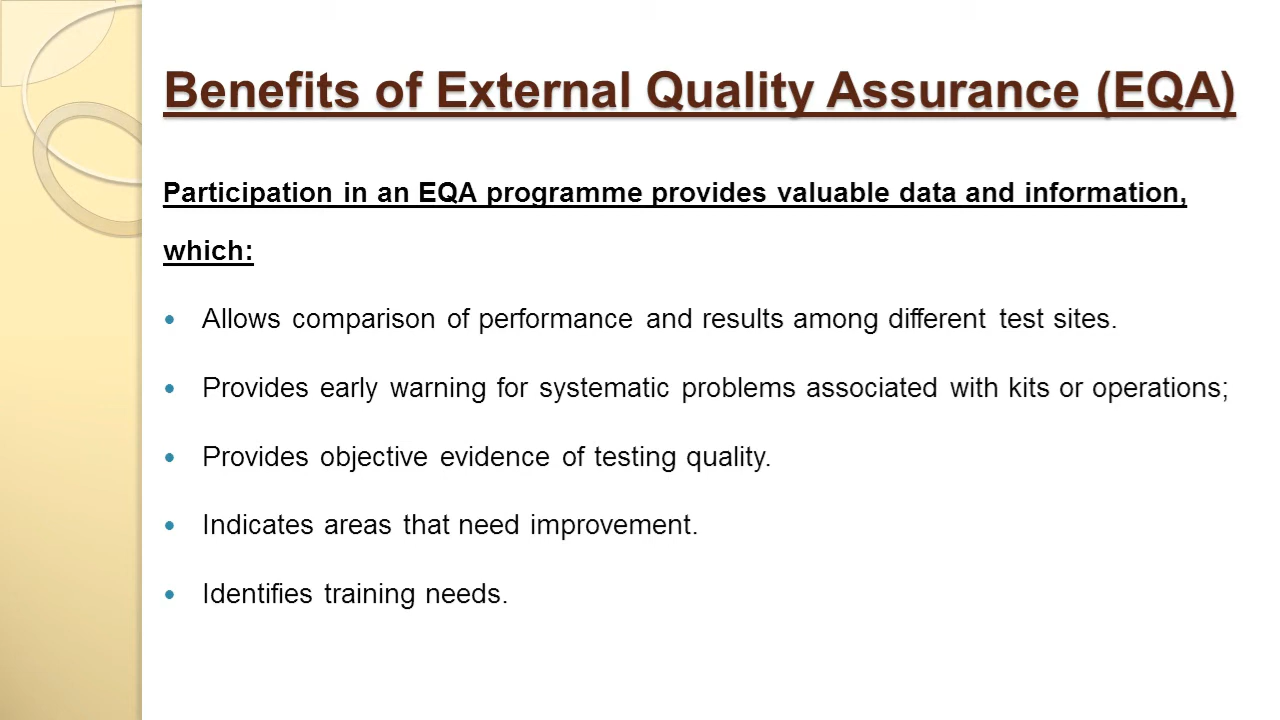 Benefits of External Quality Assurance (EQA)
Participation in an EQA programme provides valuable data and information,
which:
• Allows comparison of performance and results among different test sites.
• Provides early warning for systematic problems associated with kits or operations;
• Provides objective evidence of testing quality.
• Indicates areas that need improvement.
• Identifies training needs.